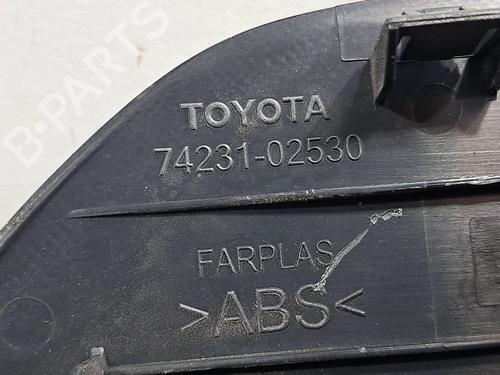 B-PARTS
TOYOTA
74231-02530
FARPLAS
>ABS<